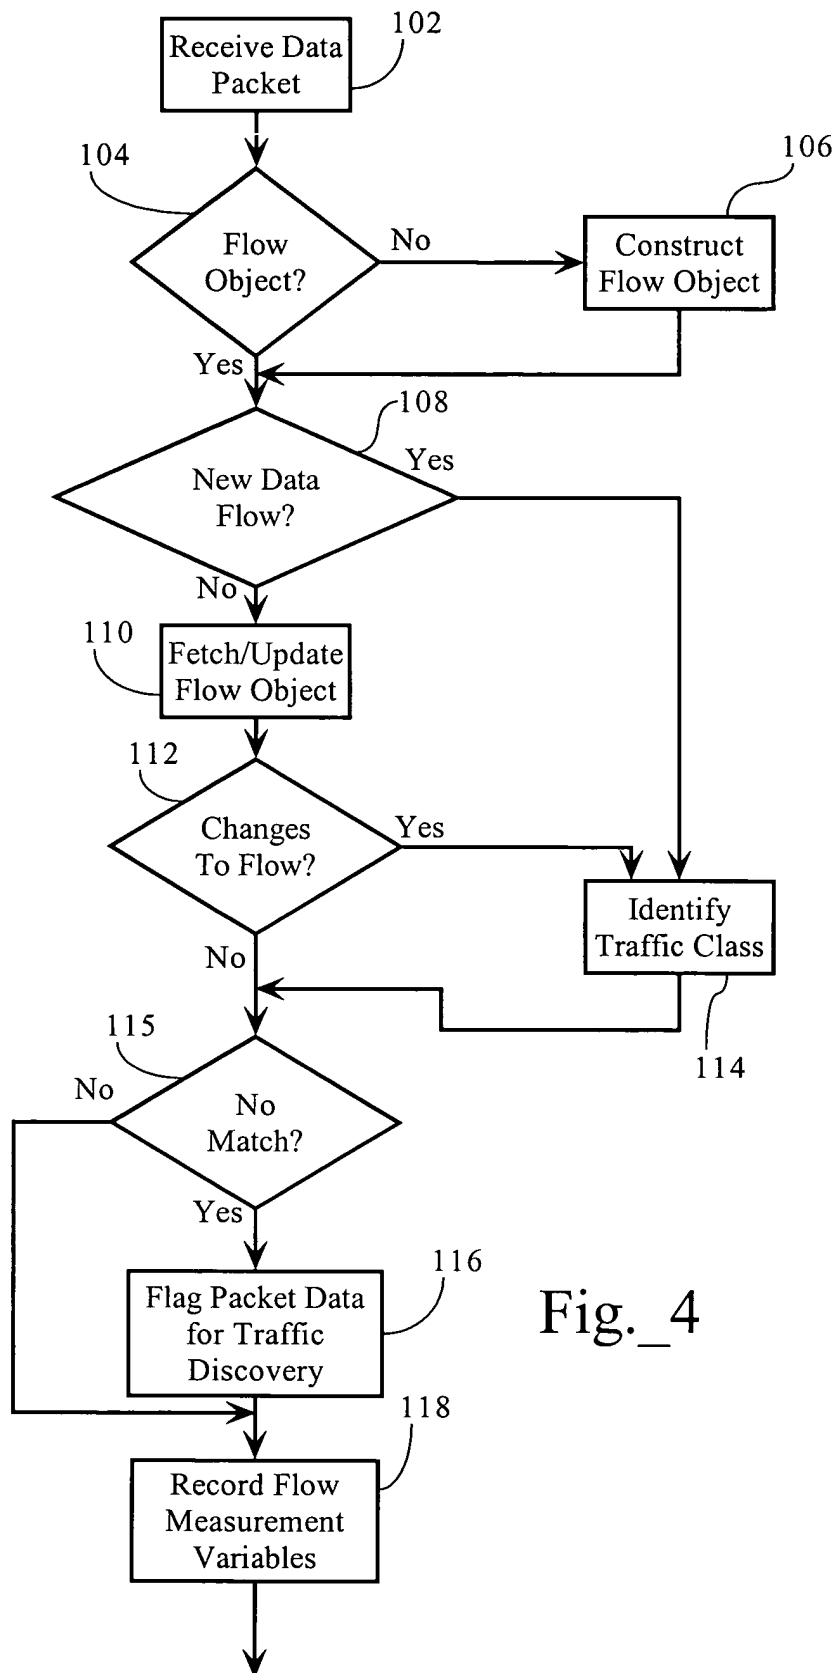 102
Receive Data
Packet
104
106
Flow
Object?
No
Construct
Flow Object
Yes
108
New Data
Flow?
Yes
No
110
Fetch/Update
Flow Object
112
Changes
To Flow?
Yes
Identify
Traffic Class
No
114
115
No
No
Match?
Yes
116
Flag Packet Data
for Traffic
Discovery
Fig._4
118
Record Flow
Measurement
Variables